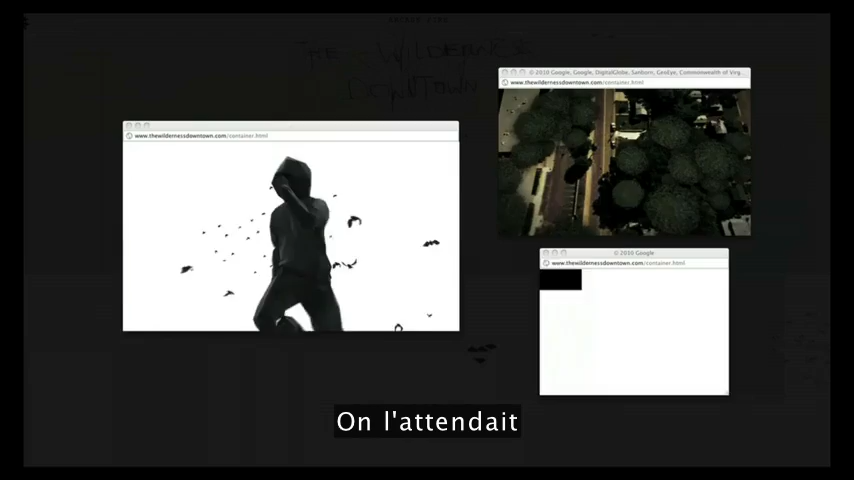 THE WILDERNESS
DOWNTOWN
© 2010 Google, Google, DigitalGlobe, Sanborn, GeoEye, Commonwealth of Virg...
www.thewildernessdowntown.com/container.html
www.thewildernessdowntown.com/container.html
© 2010 Google
www.thewildernessdowntown.com/container.html
On l'attendait